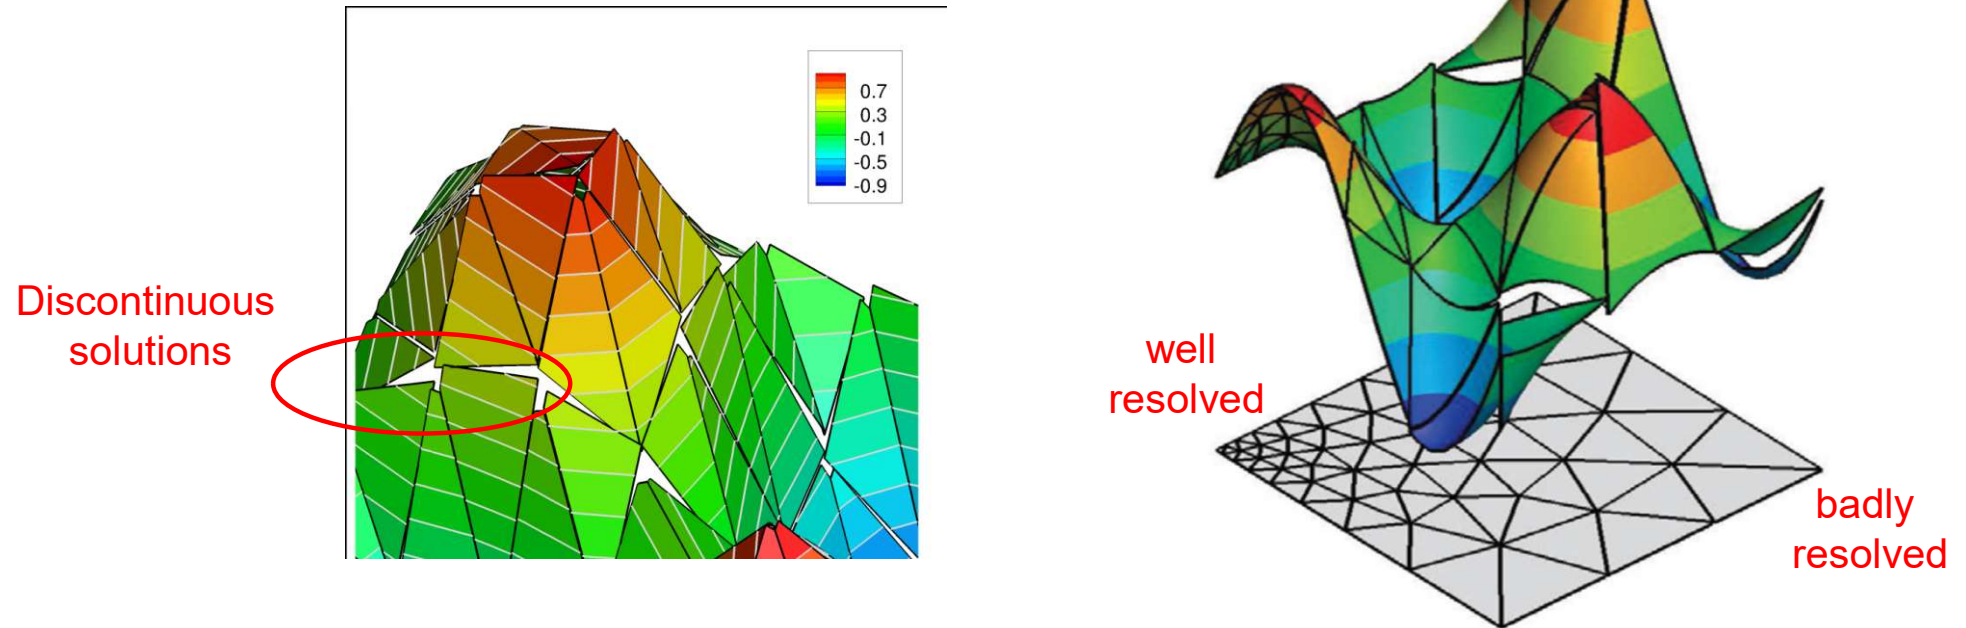 Discontinuous
solutions
0.7
0.3
-0.1
-0.5
-0.9
well
resolved
badly
resolved